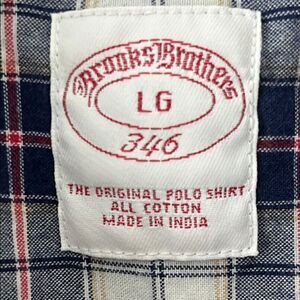 Brooks Brothers
LG
346
THE ORIGINAL POLO SHIRT
ALL COTTON
MADE IN INDIA